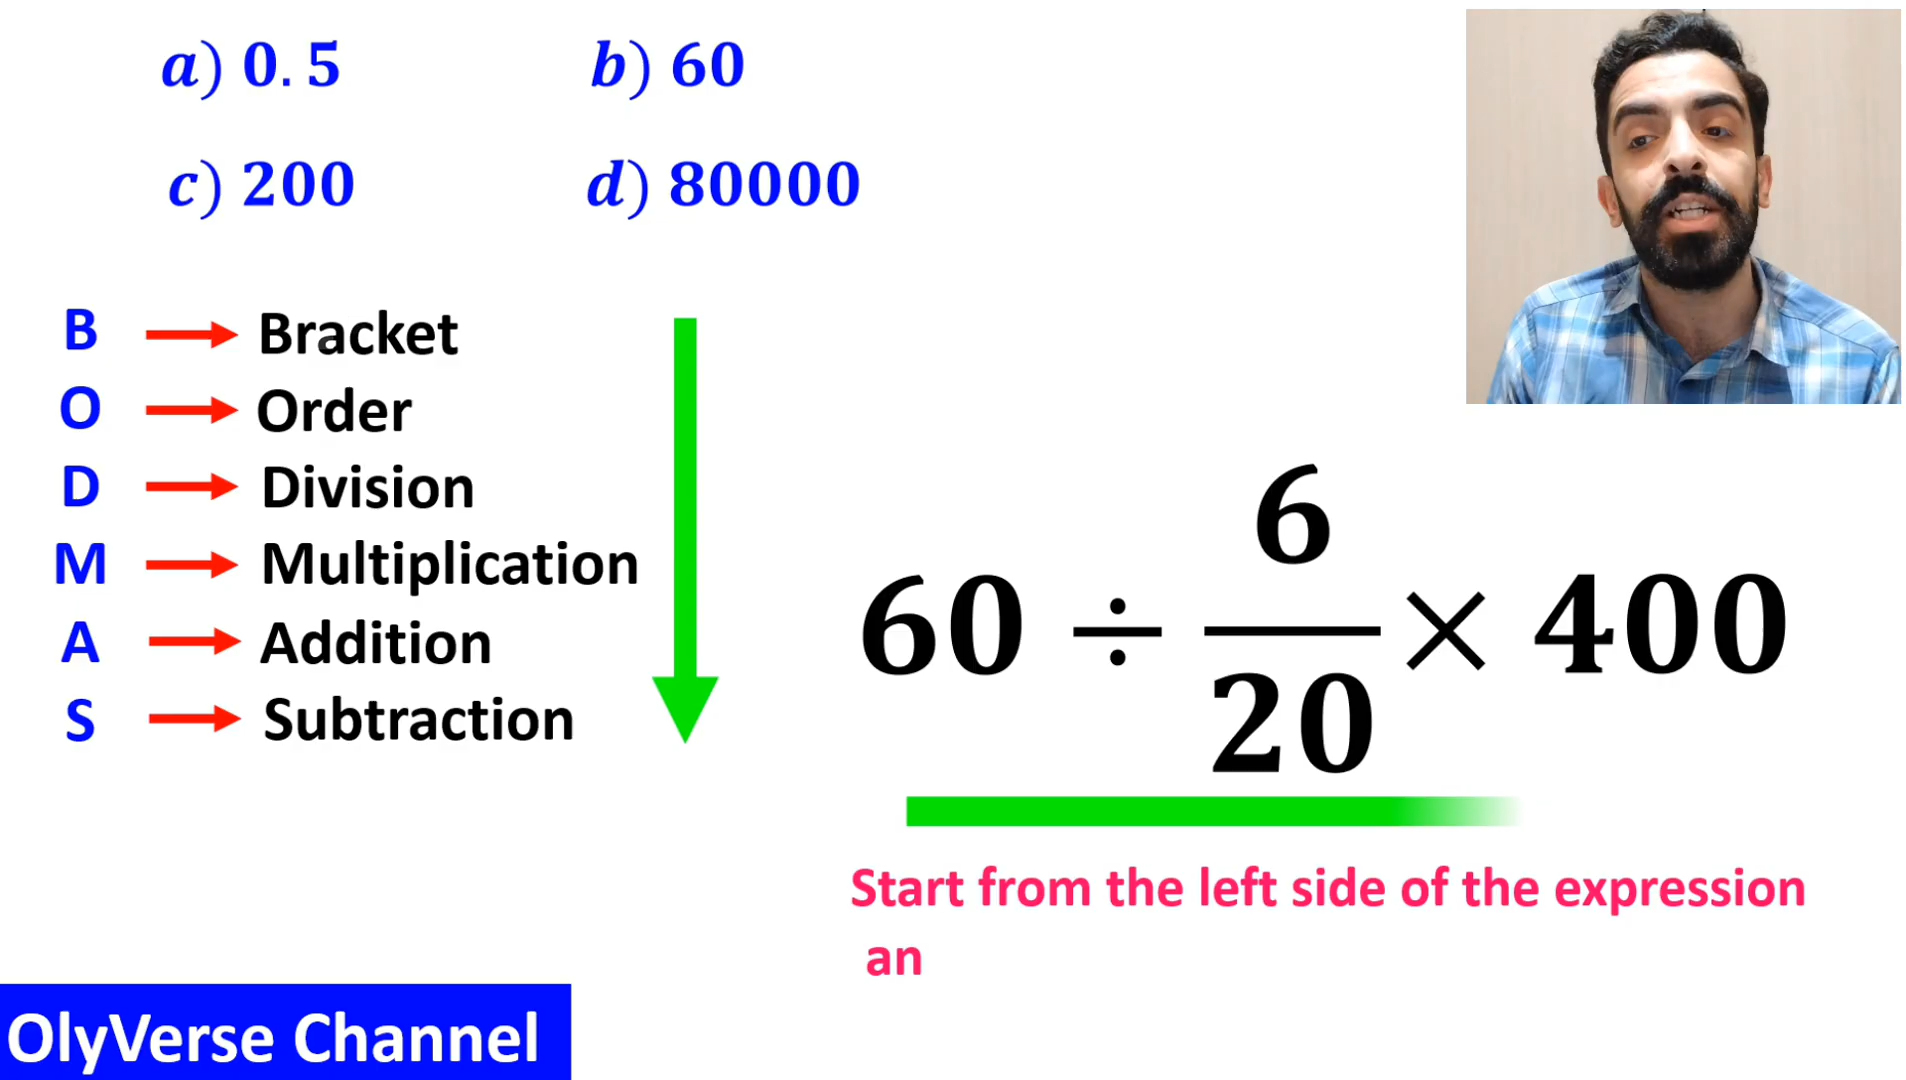 a) 0.5
b) 60
c) 200
d) 80000
B → Bracket
O → Order
D → Division
M → Multiplication
A → Addition
S → Subtraction
60 ÷ 6/20 × 400
Start from the left side of the expression
an
OlyVerse Channel